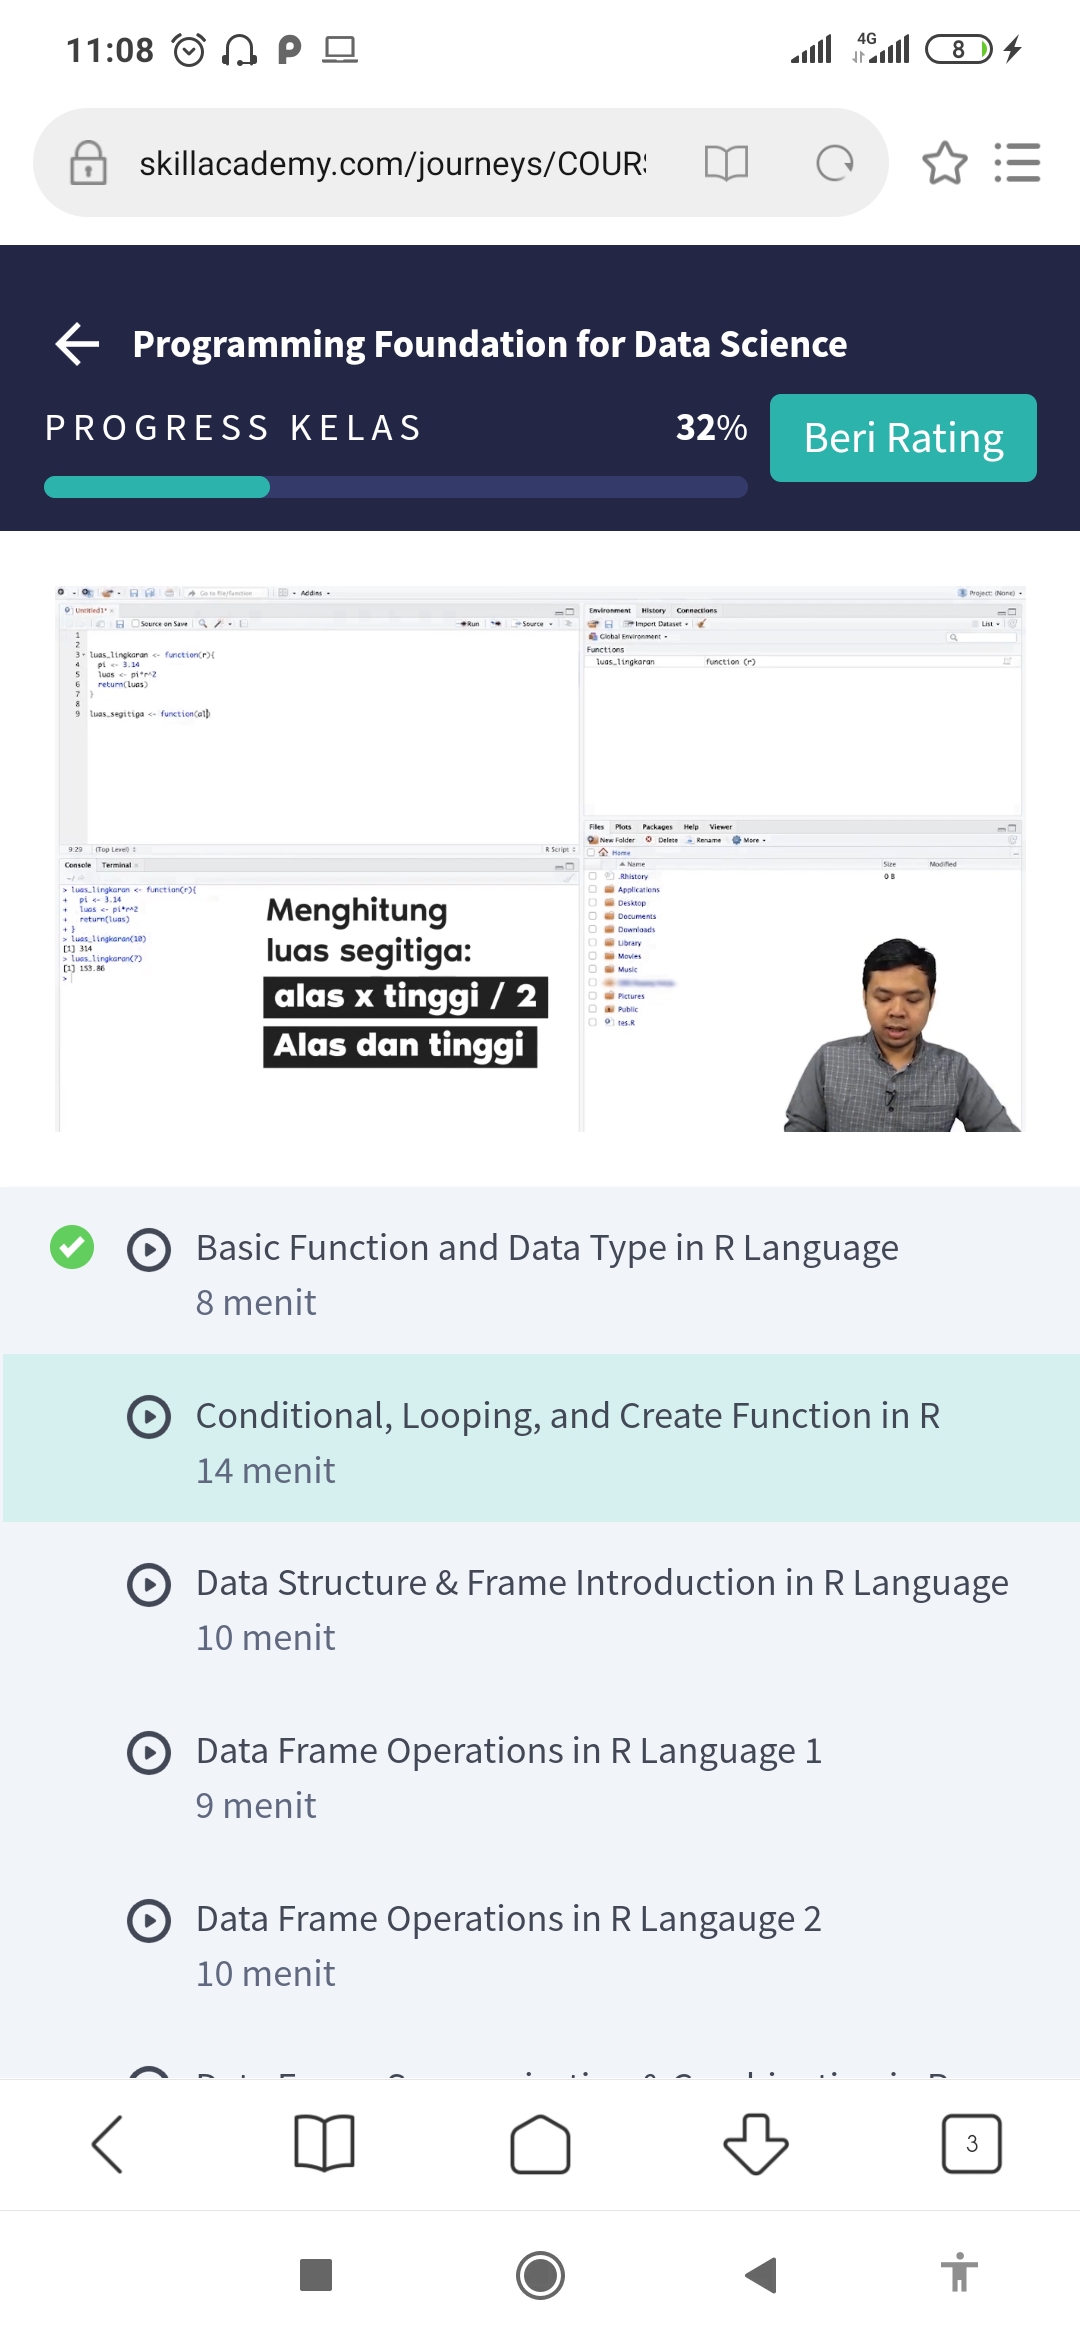 11:08
4G
8
skillacademy.com/journeys/COUR
Programming Foundation for Data Science
PROGRESS KELAS
32%
Beri Rating
Go to file/function
Addins
Project: (None)
Untitled1*
Source on Save
Run
Source
1
2
3 luas_lingkaran <- function(r){
4 pi <- 3.14
5 luas <- pi*r^2
6 return(luas)
7 }
8
9 luas_segitiga <- function(al)
9:29 (Top Level)
R Script
Environment History Connections
Import Dataset
List
Global Environment
Functions
luas_lingkaran function (r)
Console Terminal
~/
> luas_lingkaran <- function(r){
+ pi <- 3.14
+ luas <- pi*r^2
+ return(luas)
+ }
> luas_lingkaran(10)
[1] 314
> luas_lingkaran(7)
[1] 153.86
>
Menghitung
luas segitiga:
alas x tinggi / 2
Alas dan tinggi
Files Plots Packages Help Viewer
New Folder Delete Rename More
Home
Name Size Modified
.Rhistory 0 B
Applications
Desktop
Documents
Downloads
Library
Movies
Music
Pictures
Public
tes.R
Basic Function and Data Type in R Language
8 menit
Conditional, Looping, and Create Function in R
14 menit
Data Structure & Frame Introduction in R Language
10 menit
Data Frame Operations in R Language 1
9 menit
Data Frame Operations in R Langauge 2
10 menit
3